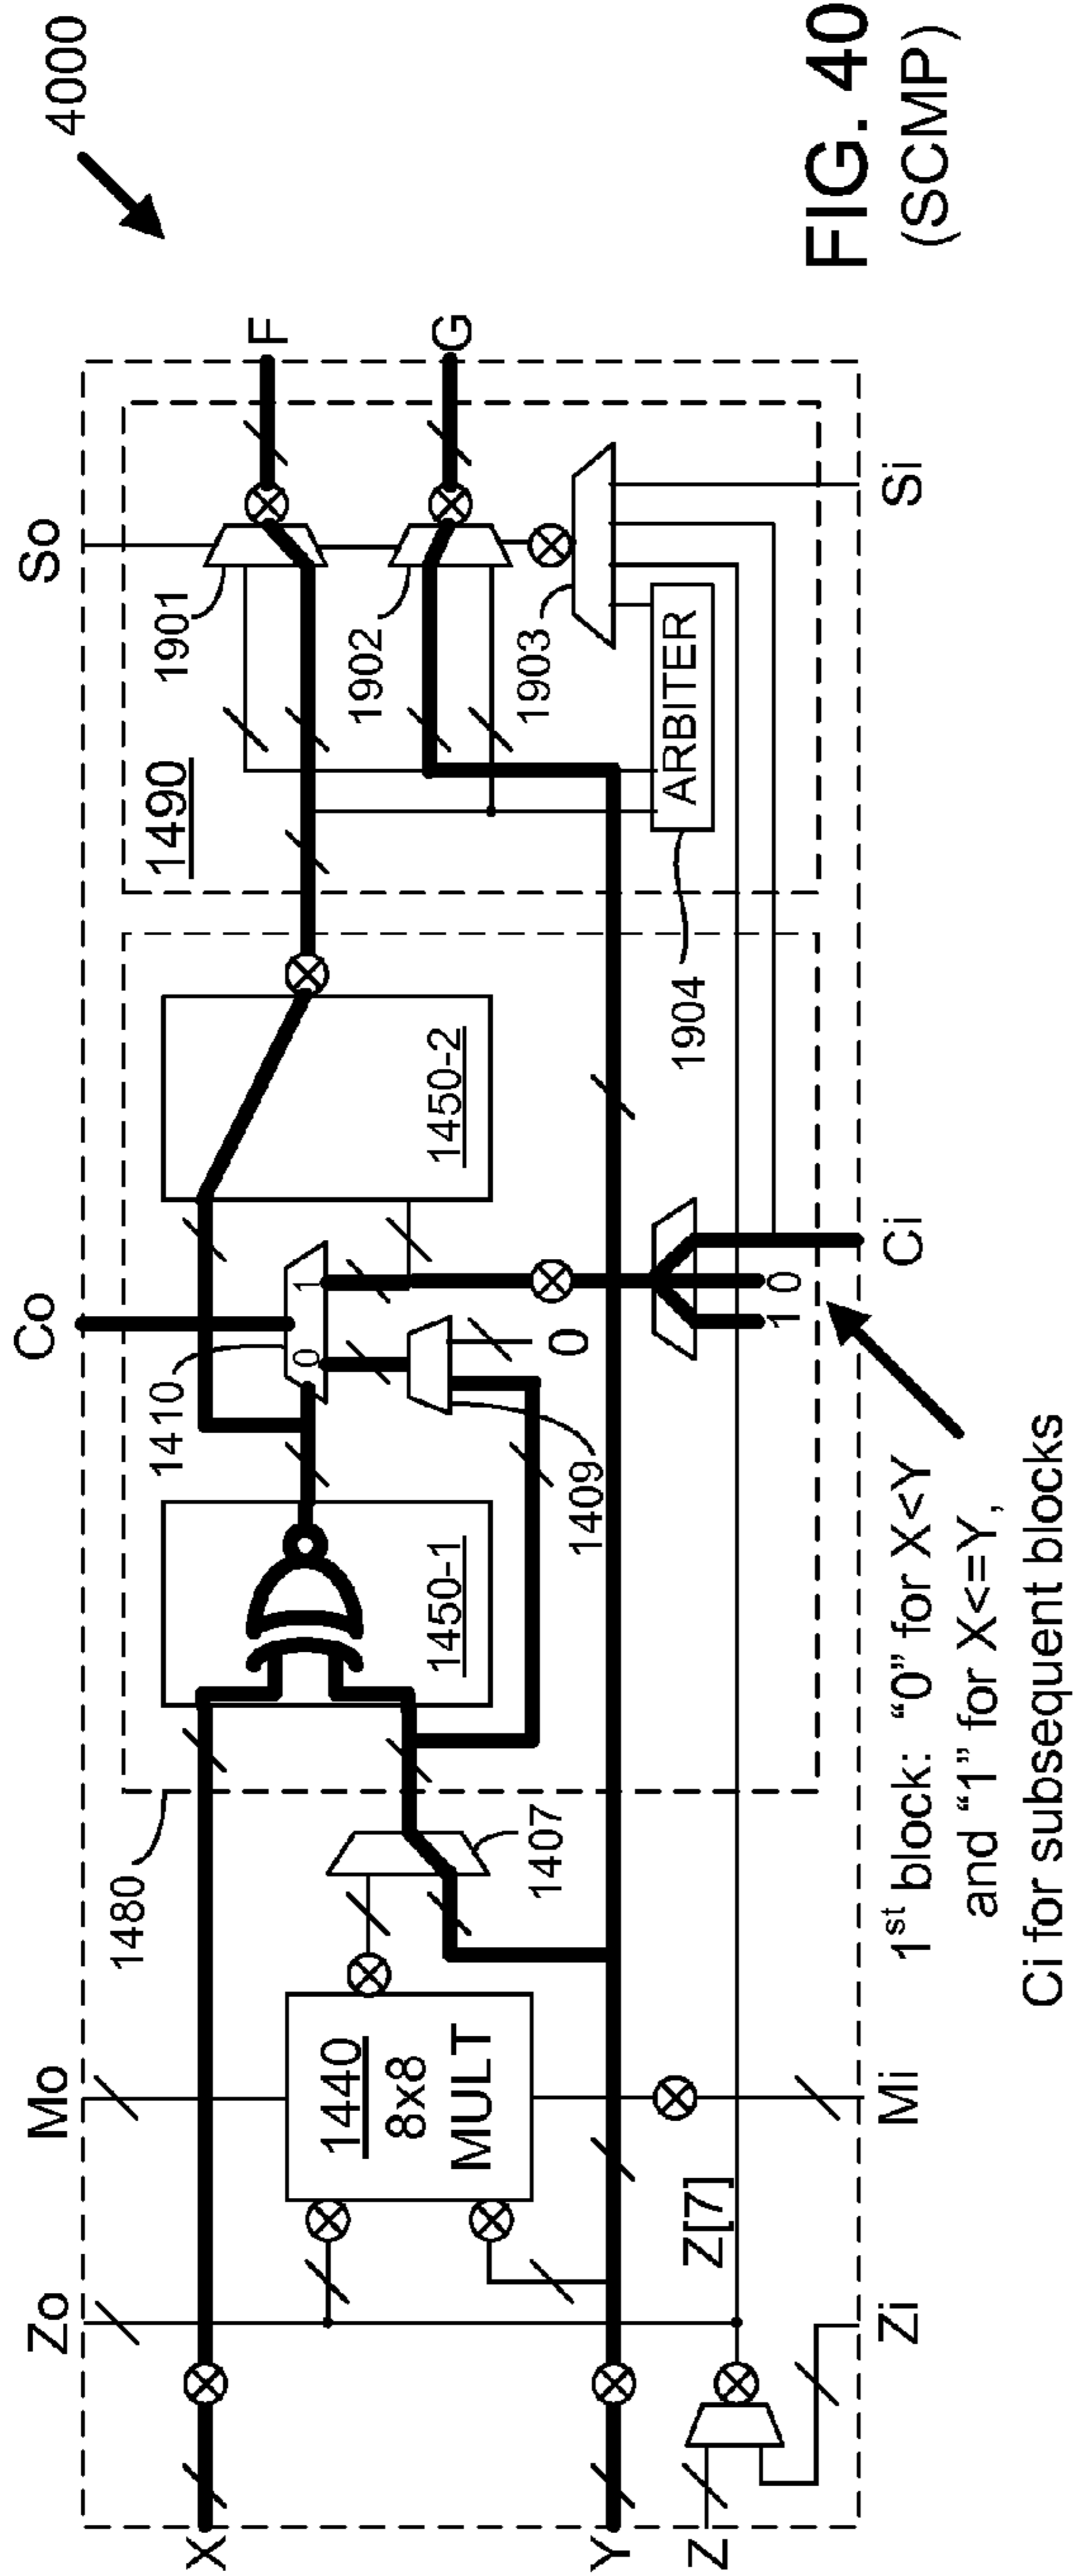 4000
Zo
Mo
Co
So
X
Y
Z
1480
1440
8x8
MULT
1407
Z[7]
1450-1
1410
0
1
1409
0
1450-2
1
0
1490
1901
1902
1903
ARBITER
1904
F
G
Zi
Mi
Ci
Si
1st block: "0" for X<Y
and "1" for X<=Y,
Ci for subsequent blocks
FIG. 40
(SCMP)